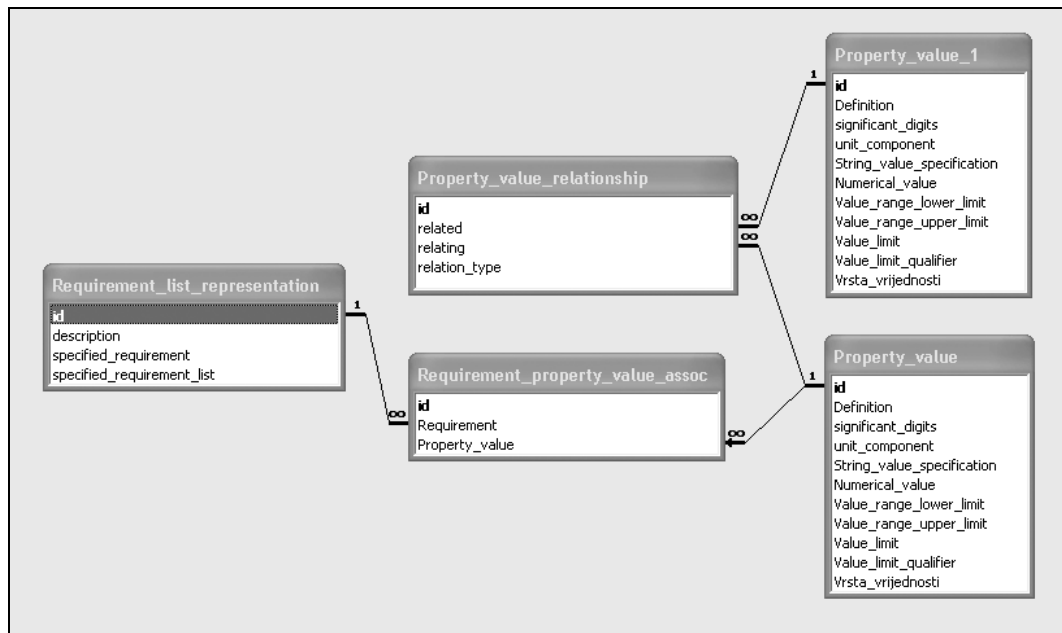 Property_value_1
id
Definition
significant_digits
unit_component
String_value_specification
Numerical_value
Value_range_lower_limit
Value_range_upper_limit
Value_limit
Value_limit_qualifier
Vrsta_vrijednosti
1
Property_value_relationship
id
related
relating
relation_type
∞
∞
Requirement_list_representation
id
description
specified_requirement
specified_requirement_list
1
Requirement_property_value_assoc
id
Requirement
Property_value
∞
∞
Property_value
id
Definition
significant_digits
unit_component
String_value_specification
Numerical_value
Value_range_lower_limit
Value_range_upper_limit
Value_limit
Value_limit_qualifier
Vrsta_vrijednosti
1